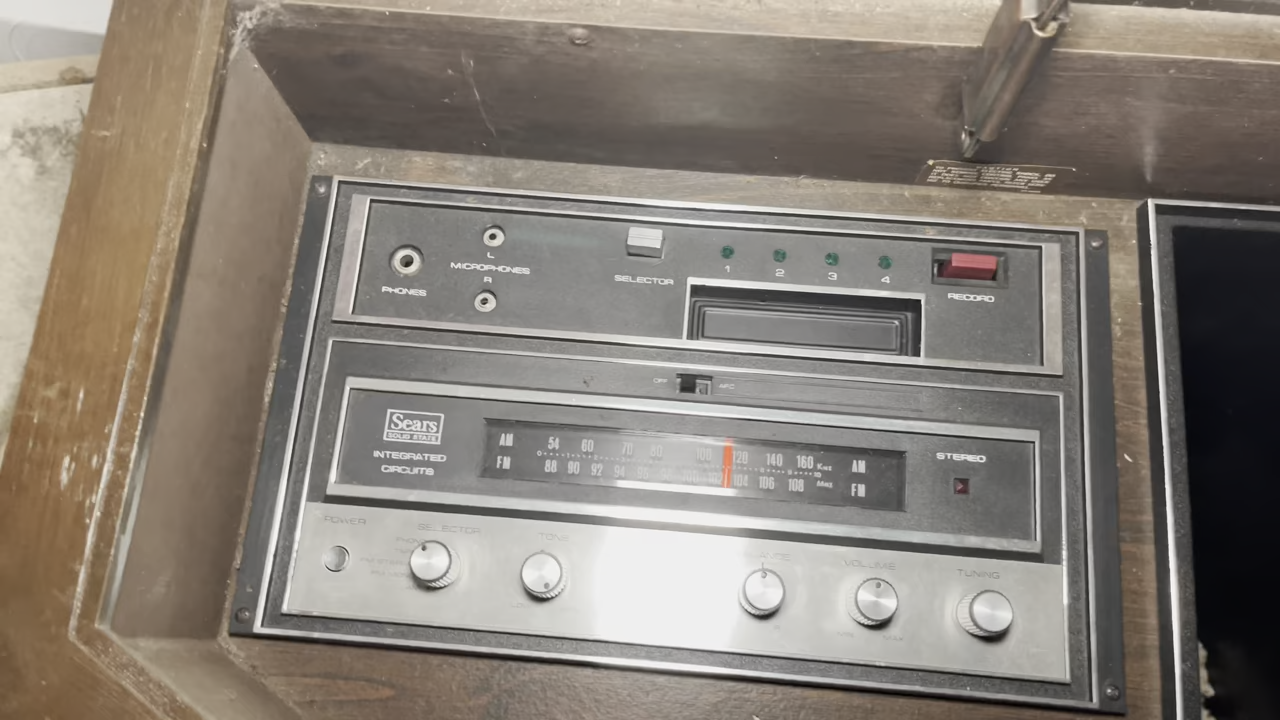 PHONES
L
MICROPHONES
R
SELECTOR
1 2 3 4
RECORD
OFF AFC
Sears
SOLID STATE
INTEGRATED
CIRCUITS
AM 54 60 70 80 100 120 140 160 KHZ AM
FM 88 90 92 94 100 104 106 108 MHZ FM
STEREO
POWER
SELECTOR
TONE
VOLUME
TUNING
MAX